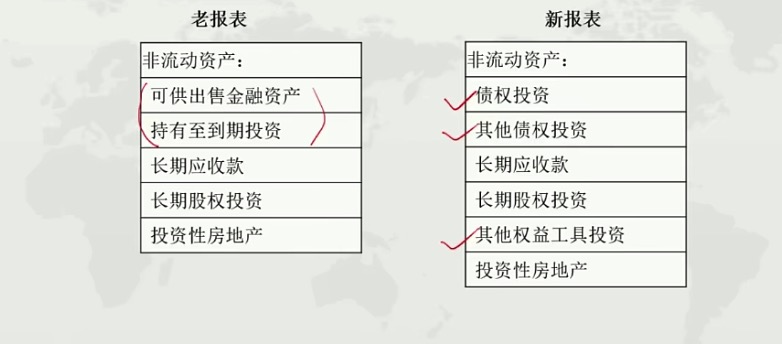 老报表
非流动资产：
可供出售金融资产
持有至到期投资
长期应收款
长期股权投资
投资性房地产
新报表
非流动资产：
债权投资
其他债权投资
长期应收款
长期股权投资
其他权益工具投资
投资性房地产